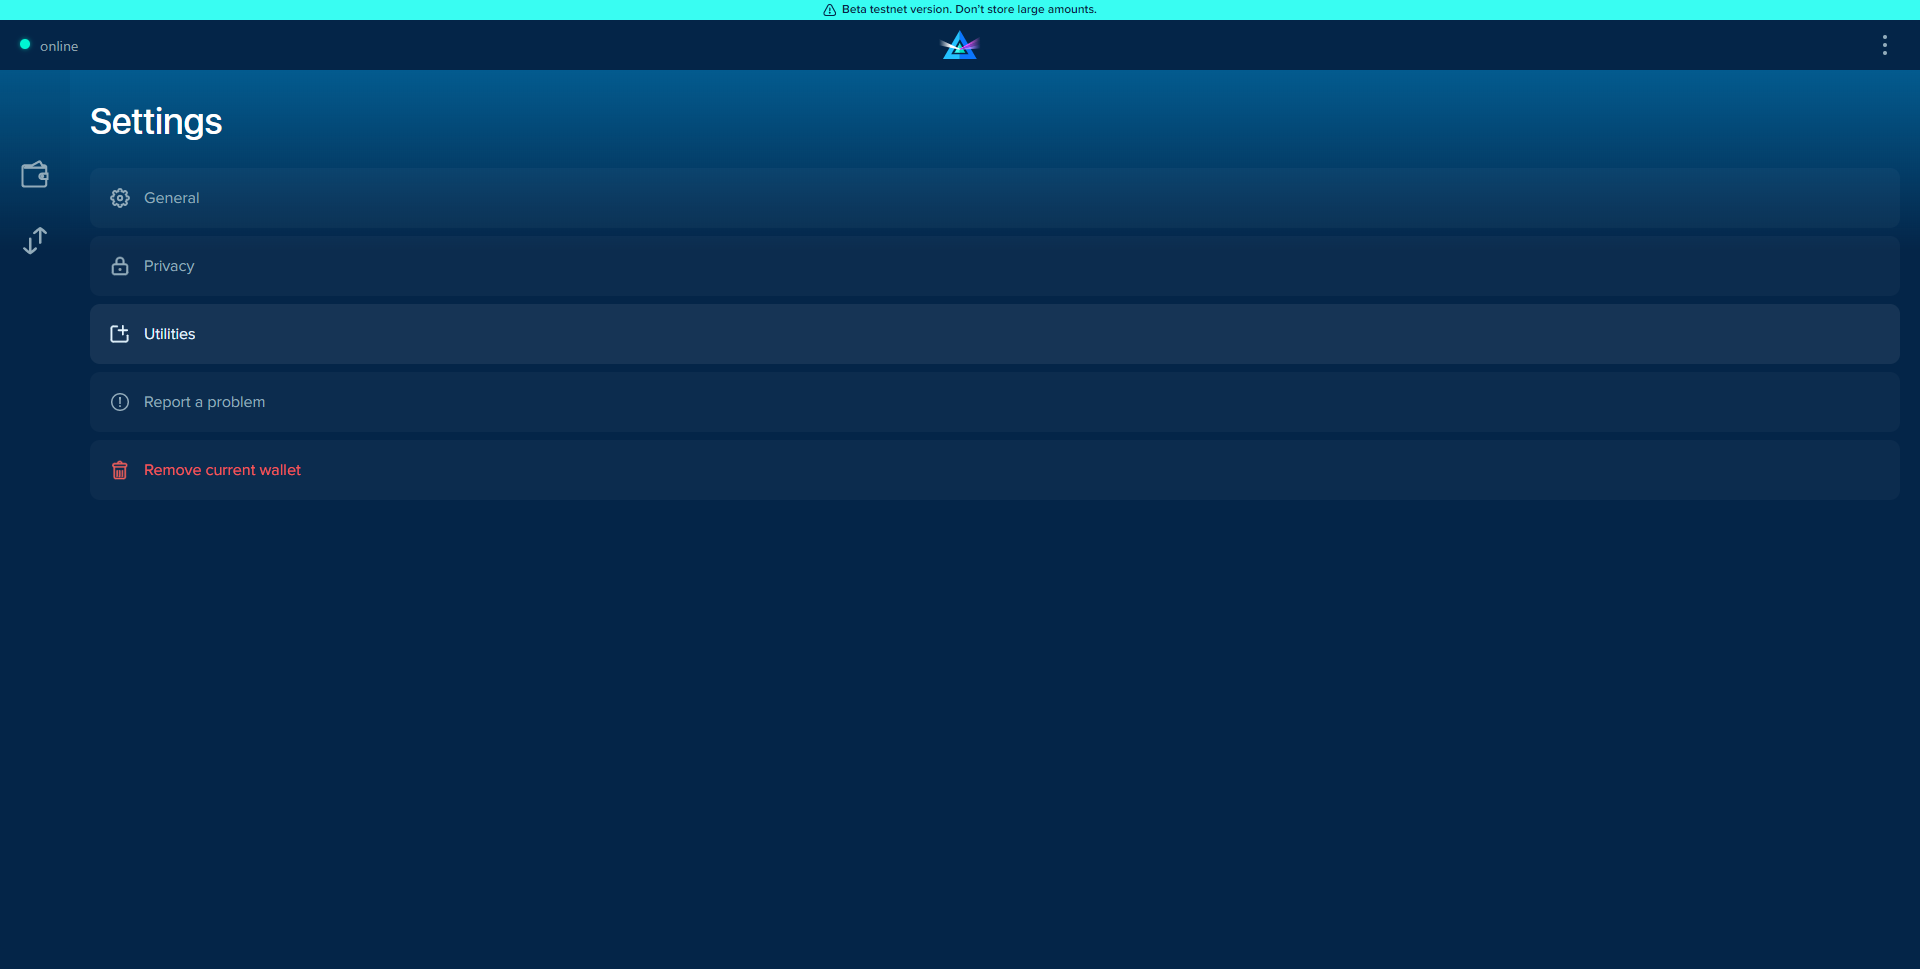 Beta testnet version. Don't store large amounts.
online
Settings
General
Privacy
Utilities
Report a problem
Remove current wallet